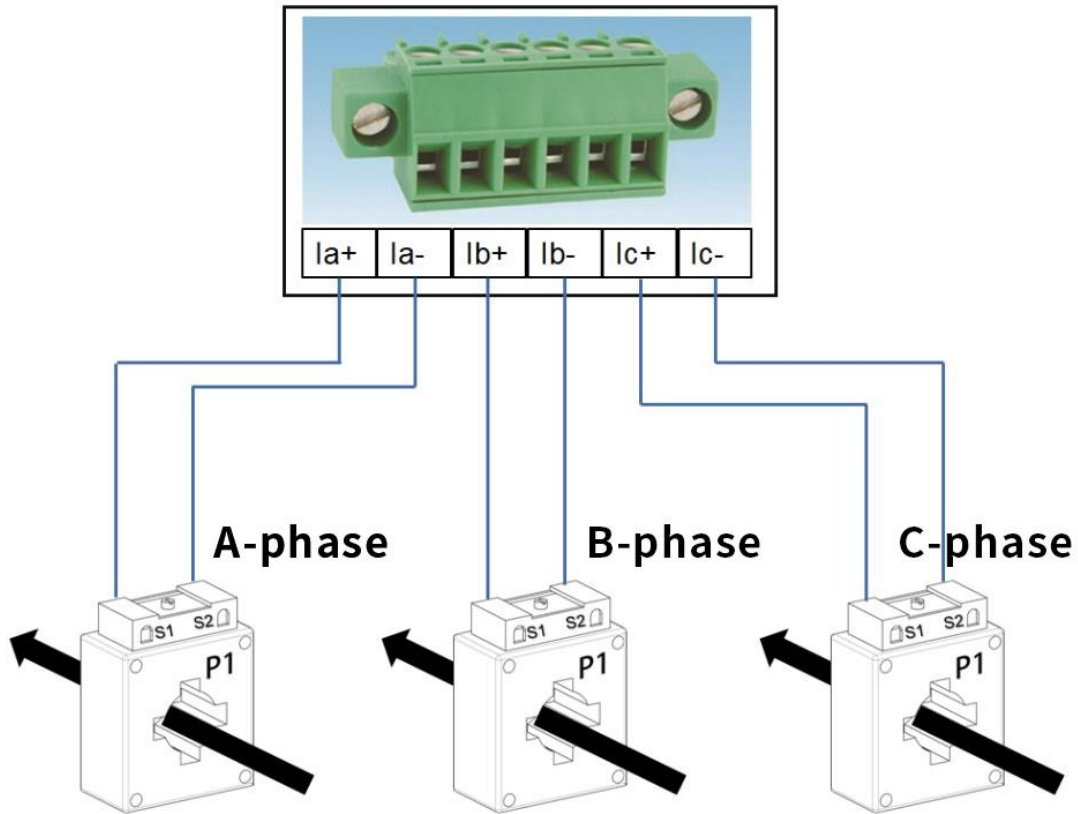 Ia+ Ia- Ib+ Ib- Ic+ Ic-
A-phase B-phase C-phase
S1 S2 S1 S2 S1 S2
P1 P1 P1